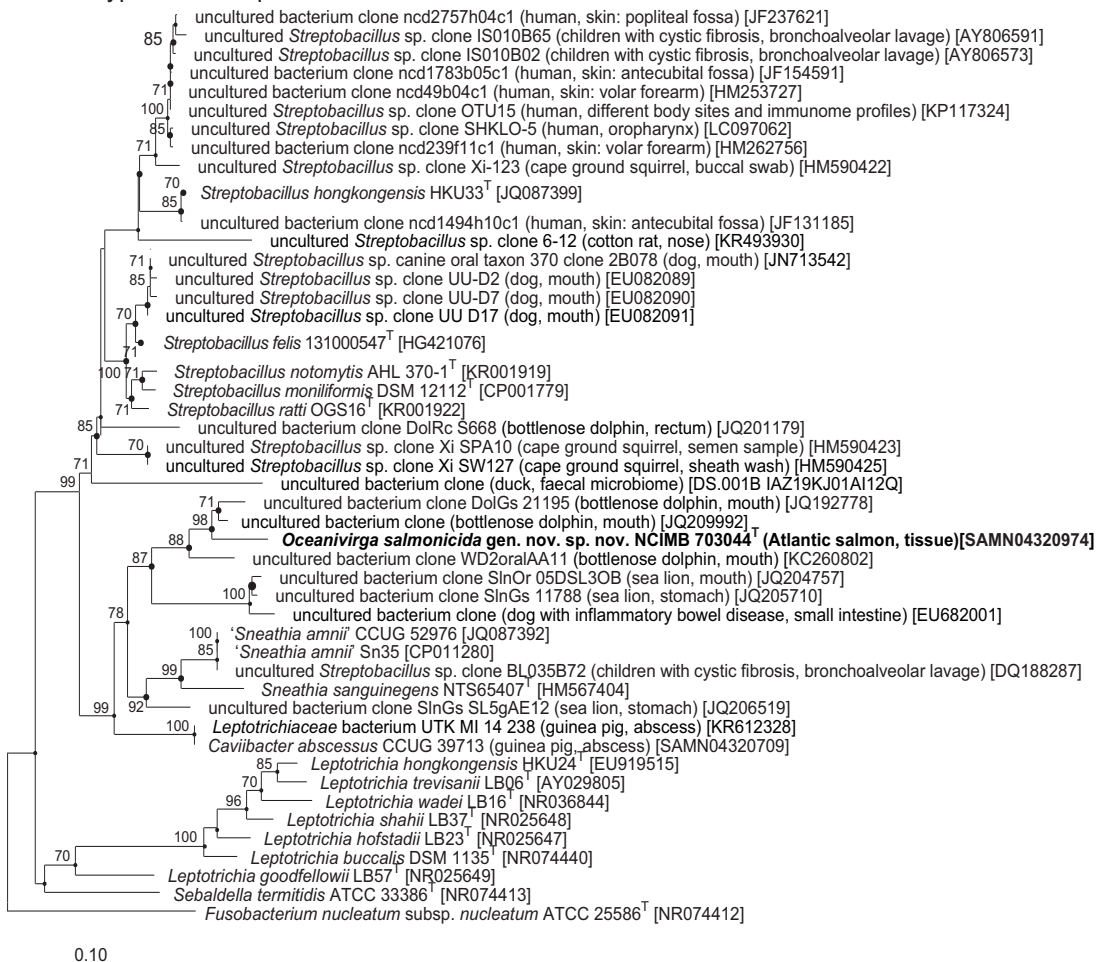 uncultured bacterium clone ncd2757h04c1 (human, skin: popliteal fossa) [JF237621]
85 uncultured Streptobacillus sp. clone IS010B65 (children with cystic fibrosis, bronchoalveolar lavage) [AY806591]
uncultured Streptobacillus sp. clone IS010B02 (children with cystic fibrosis, bronchoalveolar lavage) [AY806573]
uncultured bacterium clone ncd1783b05c1 (human, skin: antecubital fossa) [JF154591]
71 uncultured bacterium clone ncd49b04c1 (human, skin: volar forearm) [HM253727]
100 uncultured Streptobacillus sp. clone OTU15 (human, different body sites and immunome profiles) [KP117324]
85 uncultured Streptobacillus sp. clone SHKLO-5 (human, oropharynx) [LC097062]
71 uncultured bacterium clone ncd239f11c1 (human, skin: volar forearm) [HM262756]
uncultured Streptobacillus sp. clone Xi-123 (cape ground squirrel, buccal swab) [HM590422]
70 Streptobacillus hongkongensis HKU33T [JQ087399]
85
uncultured bacterium clone ncd1494h10c1 (human, skin: antecubital fossa) [JF131185]
uncultured Streptobacillus sp. clone 6-12 (cotton rat, nose) [KR493930]
71 uncultured Streptobacillus sp. canine oral taxon 370 clone 2B078 (dog, mouth) [JN713542]
85 uncultured Streptobacillus sp. clone UU-D2 (dog, mouth) [EU082089]
uncultured Streptobacillus sp. clone UU-D7 (dog, mouth) [EU082090]
70 uncultured Streptobacillus sp. clone UU D17 (dog, mouth) [EU082091]
71 Streptobacillus felis 131000547T [HG421076]
100 71 Streptobacillus notomytis AHL 370-1T [KR001919]
Streptobacillus moniliformis DSM 12112T [CP001779]
71 Streptobacillus ratti OGS16T [KR001922]
85 uncultured bacterium clone DolRc S668 (bottlenose dolphin, rectum) [JQ201179]
70 uncultured Streptobacillus sp. clone Xi SPA10 (cape ground squirrel, semen sample) [HM590423]
71 uncultured Streptobacillus sp. clone Xi SW127 (cape ground squirrel, sheath wash) [HM590425]
99 uncultured bacterium clone (duck, faecal microbiome) [DS.001B IAZ19KJ01AI12Q]
71 uncultured bacterium clone DolGs 21195 (bottlenose dolphin, mouth) [JQ192778]
98 uncultured bacterium clone (bottlenose dolphin, mouth) [JQ209992]
88 Oceanivirga salmonicida gen. nov. sp. nov. NCIMB 703044T (Atlantic salmon, tissue)[SAMN04320974]
87 uncultured bacterium clone WD2oralAA11 (bottlenose dolphin, mouth) [KC260802]
uncultured bacterium clone SlnOr 05DSL3OB (sea lion, mouth) [JQ204757]
100 uncultured bacterium clone SlnGs 11788 (sea lion, stomach) [JQ205710]
78 uncultured bacterium clone (dog with inflammatory bowel disease, small intestine) [EU682001]
100 'Sneathia amnii' CCUG 52976 [JQ087392]
85 'Sneathia amnii' Sn35 [CP011280]
99 uncultured Streptobacillus sp. clone BL035B72 (children with cystic fibrosis, bronchoalveolar lavage) [DQ188287]
Sneathia sanguinegens NTS65407T [HM567404]
99 92 uncultured bacterium clone SlnGs SL5gAE12 (sea lion, stomach) [JQ206519]
100 Leptotrichiaceae bacterium UTK MI 14 238 (guinea pig, abscess) [KR612328]
Caviibacter abscessus CCUG 39713 (guinea pig, abscess) [SAMN04320709]
85 Leptotrichia hongkongensis HKU24T [EU919515]
70 Leptotrichia trevisanii LB06T [AY029805]
96 Leptotrichia wadei LB16T [NR036844]
Leptotrichia shahii LB37T [NR025648]
100 Leptotrichia hofstadii LB23T [NR025647]
70 Leptotrichia buccalis DSM 1135T [NR074440]
Leptotrichia goodfellowii LB57T [NR025649]
Sebaldella termitidis ATCC 33386T [NR074413]
Fusobacterium nucleatum subsp. nucleatum ATCC 25586T [NR074412]
0.10